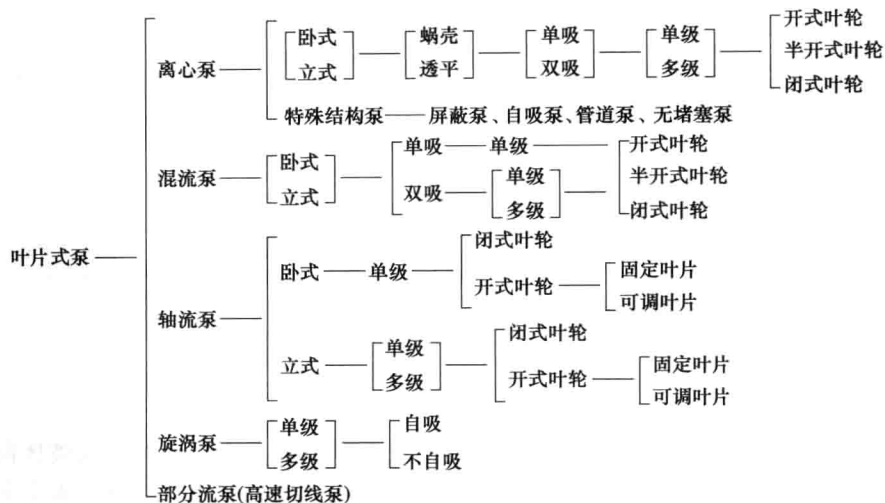 开式叶轮
卧式 蜗壳 单吸 单级
半开式叶轮
离心泵
立式 透平 双吸 多级
闭式叶轮
特殊结构泵 屏蔽泵、自吸泵、管道泵、无堵塞泵
单吸 单级 开式叶轮
卧式
混流泵 单级 半开式叶轮
立式 双吸
多级 闭式叶轮
闭式叶轮
叶片式泵
卧式 单级 固定叶片
开式叶轮
可调叶片
轴流泵
闭式叶轮
单级
立式 固定叶片
多级 开式叶轮
可调叶片
单级 自吸
旋涡泵
多级 不自吸
部分流泵(高速切线泵)